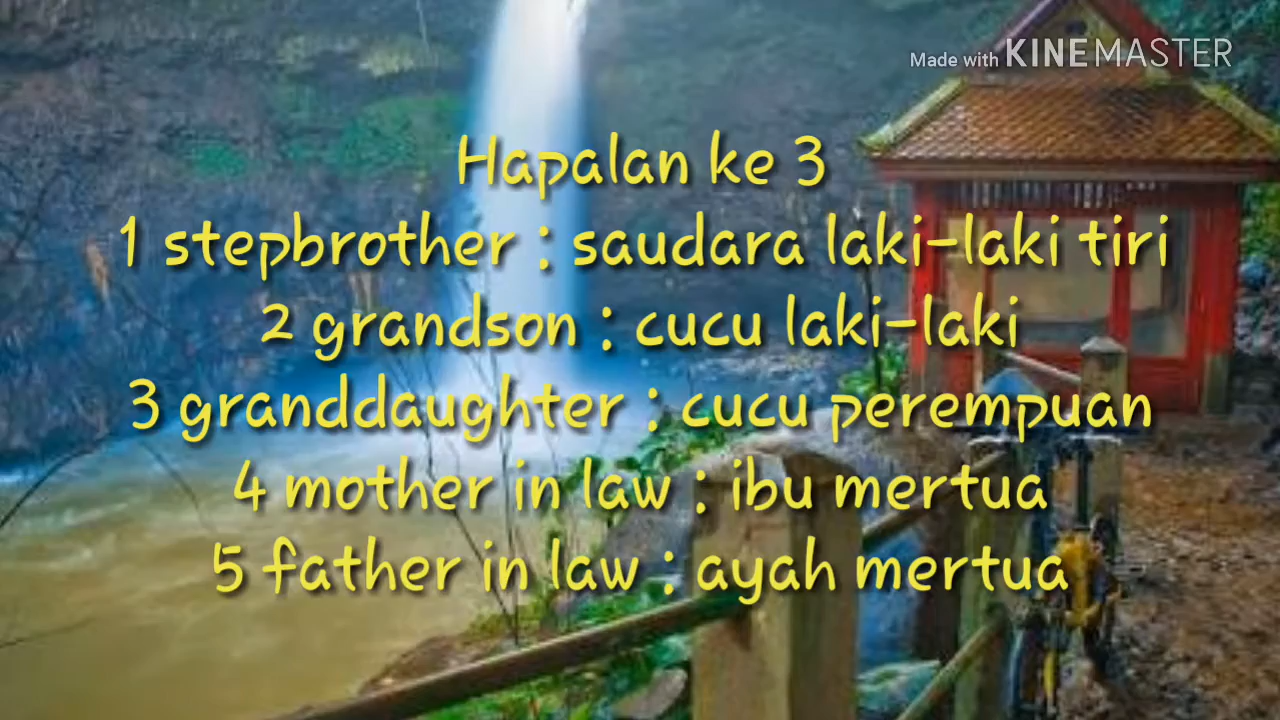 Made with KINEMASTER
Hapalan ke 3
1 stepbrother : saudara laki-laki tiri
2 grandson : cucu laki-laki
3 granddaughter : cucu perempuan
4 mother in law : ibu mertua
5 father in law : ayah mertua